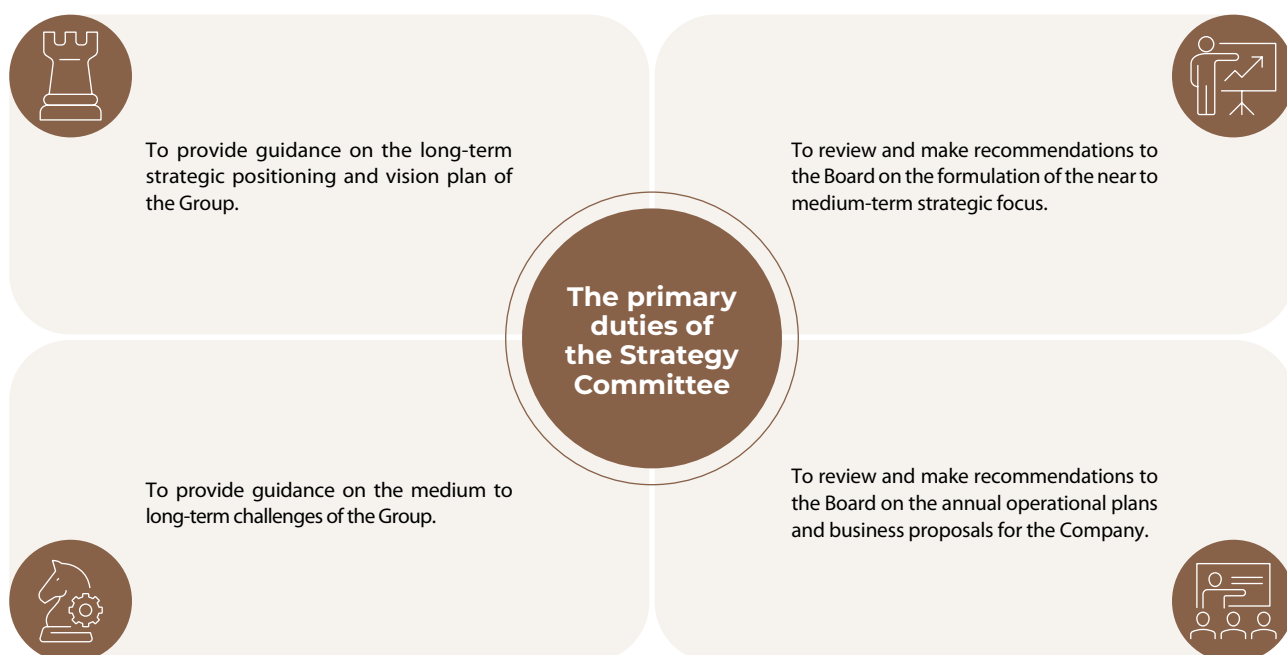 To provide guidance on the long-term
strategic positioning and vision plan of
the Group.
To review and make recommendations to
the Board on the formulation of the near to
medium-term strategic focus.
The primary
duties of
the Strategy
Committee
To provide guidance on the medium to
long-term challenges of the Group.
To review and make recommendations to
the Board on the annual operational plans
and business proposals for the Company.